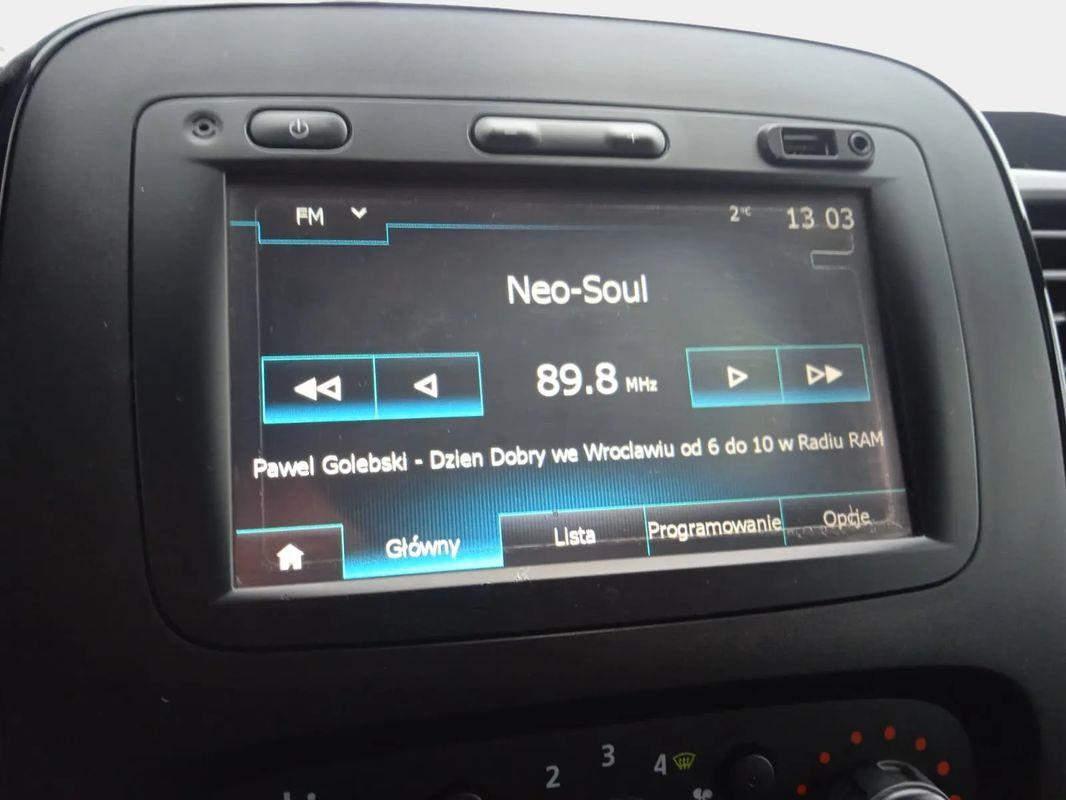 FM 2°C 13 03
Neo-Soul
89.8 MHz
Pawel Golebski - Dzien Dobry we Wroclawiu od 6 do 10 w Radiu RAM
Główny Lista Programowanie Opcje
2 3 4